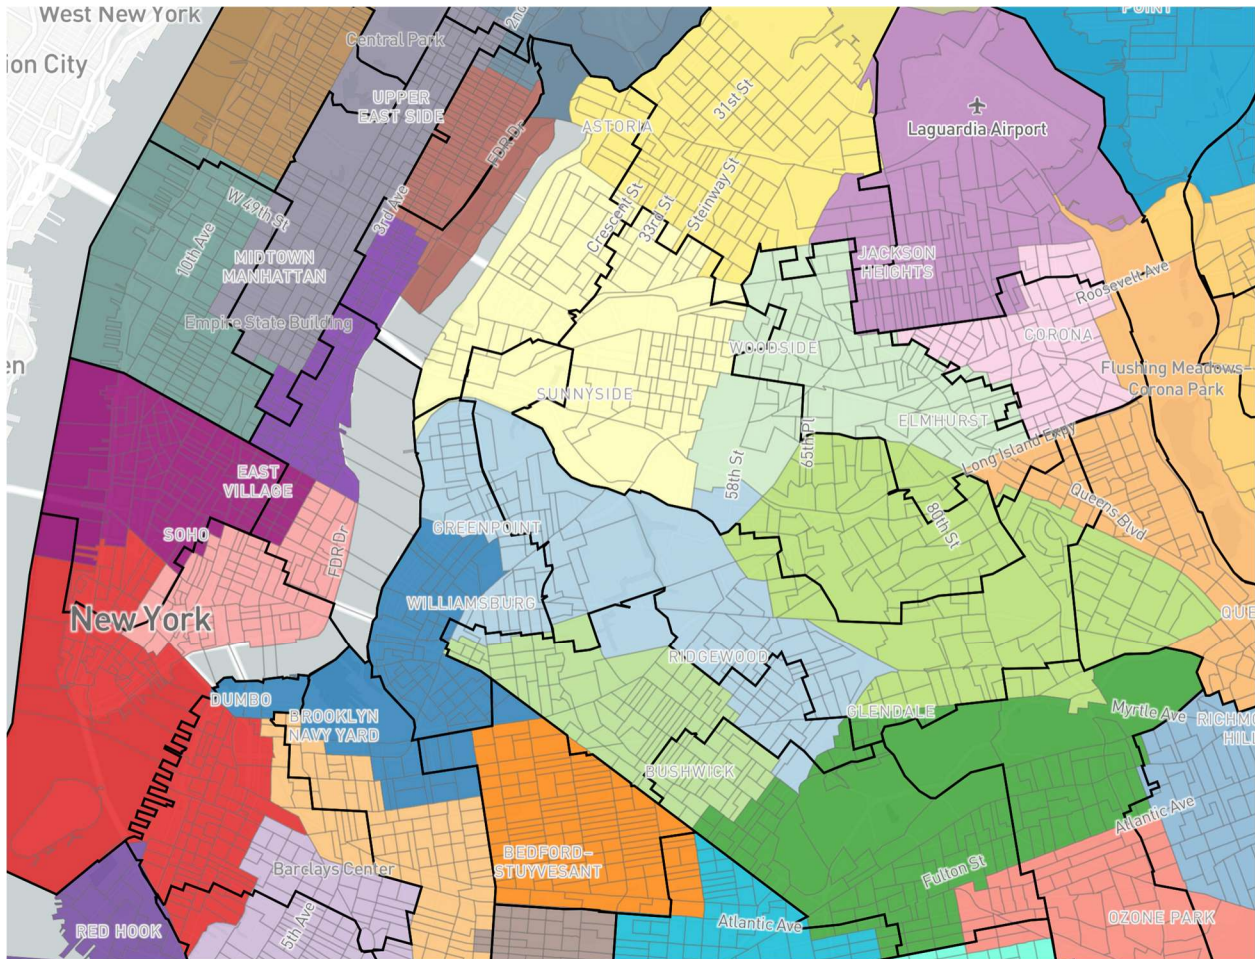 West New York
POINT
2nd
Central Park
ion City
UPPER
EAST SIDE
31st St
Laguardia Airport
ASTORIA
FDR Dr
Steinway St
Crescent St
33rd St
W 49th St
3rd Ave
10th Ave
MIDTOWN
MANHATTAN
JACKSON
HEIGHTS
Roosevelt Ave
Empire State Building
CORONA
WOODSIDE
en
Flushing Meadows-
Corona Park
SUNNYSIDE
ELMHURST
65th Pl
Long Island Expy
58th St
EAST
VILLAGE
Queens Blvd
80th St
GREENPOINT
SOHO
FDR Dr
WILLIAMSBURG
New York
QUE
RIDGEWOOD
DUMBO
GLENDALE
Myrtle Ave
BROOKLYN
NAVY YARD
RICHMO
HIL
BUSHWICK
Atlantic Ave
BEDFORD-
STUYVESANT
Barclays Center
Fulton St
RED HOOK
5th Ave
Atlantic Ave
OZONE PARK